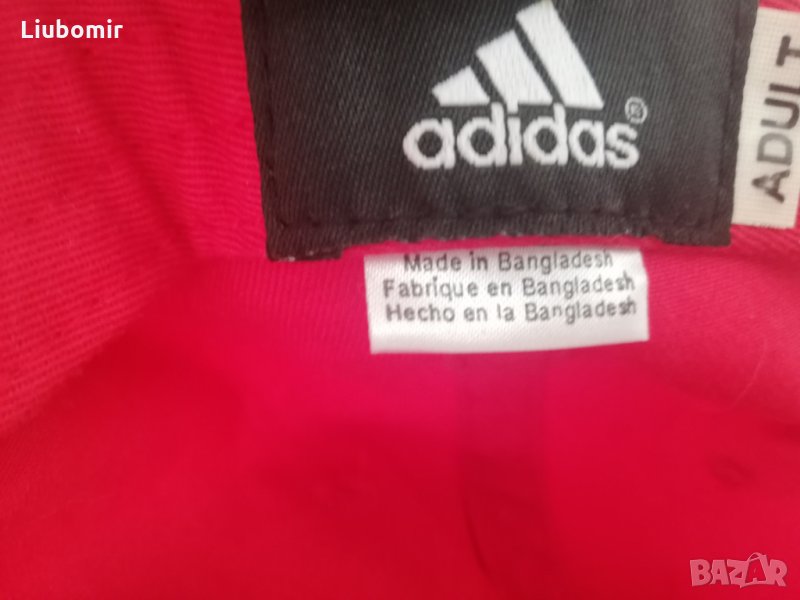 Liubomir
adidas®
ADULT
Made in Bangladesh
Fabrique en Bangladesh
Hecho en la Bangladesh
BAZAR